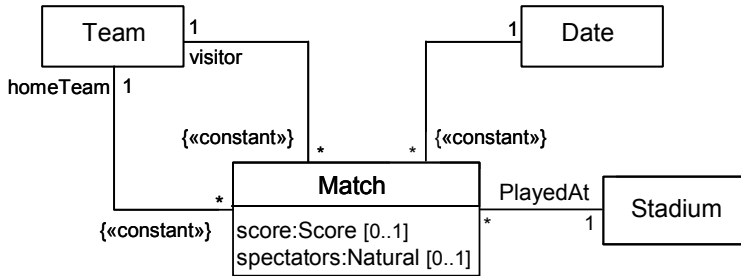 Team
1
visitor
homeTeam
1
1
Date
{«constant»}
*
*
{«constant»}
Match
PlayedAt
Stadium
*
{«constant»}
score:Score [0..1]
*
1
spectators:Natural [0..1]